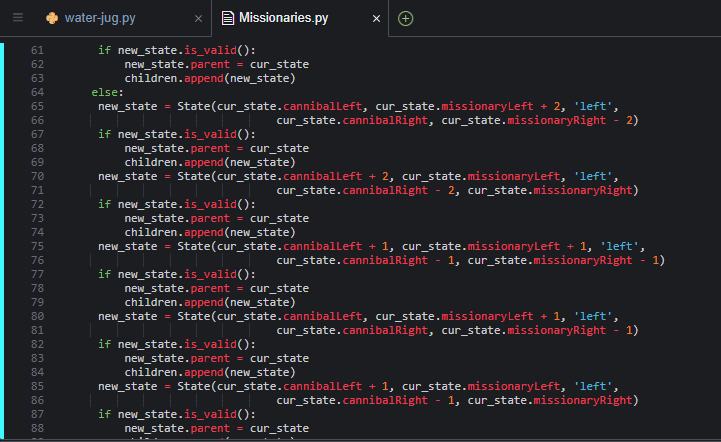 water-jug.py × Missionaries.py ×
61 if new_state.is_valid():
62 new_state.parent = cur_state
63 children.append(new_state)
64 else:
65 new_state = State(cur_state.cannibalLeft, cur_state.missionaryLeft + 2, 'left',
66 cur_state.cannibalRight, cur_state.missionaryRight - 2)
67 if new_state.is_valid():
68 new_state.parent = cur_state
69 children.append(new_state)
70 new_state = State(cur_state.cannibalLeft + 2, cur_state.missionaryLeft, 'left',
71 cur_state.cannibalRight - 2, cur_state.missionaryRight)
72 if new_state.is_valid():
73 new_state.parent = cur_state
74 children.append(new_state)
75 new_state = State(cur_state.cannibalLeft + 1, cur_state.missionaryLeft + 1, 'left',
76 cur_state.cannibalRight - 1, cur_state.missionaryRight - 1)
77 if new_state.is_valid():
78 new_state.parent = cur_state
79 children.append(new_state)
80 new_state = State(cur_state.cannibalLeft, cur_state.missionaryLeft + 1, 'left',
81 cur_state.cannibalRight, cur_state.missionaryRight - 1)
82 if new_state.is_valid():
83 new_state.parent = cur_state
84 children.append(new_state)
85 new_state = State(cur_state.cannibalLeft + 1, cur_state.missionaryLeft, 'left',
86 cur_state.cannibalRight - 1, cur_state.missionaryRight)
87 if new_state.is_valid():
88 new_state.parent = cur_state